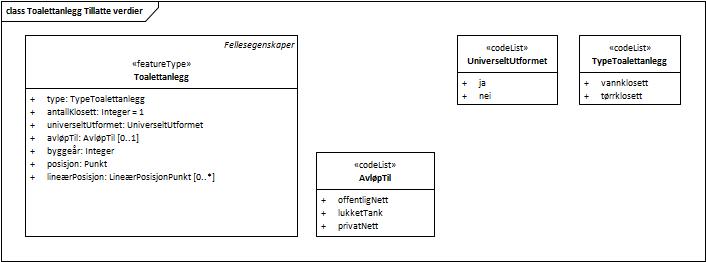 class Toalettanlegg Tillatte verdier
Fellesegenskaper
«featureType»
Toalettanlegg
+ type: TypeToalettanlegg
+ antallKlosett: Integer = 1
+ universeltUtformet: UniverseltUtformet
+ avløpTil: AvløpTil [0..1]
+ byggeår: Integer
+ posisjon: Punkt
+ lineærPosisjon: LineærPosisjonPunkt [0..*]
«codeList»
AvløpTil
+ offentligNett
+ lukketTank
+ privatNett
«codeList»
UniverseltUtformet
+ ja
+ nei
«codeList»
TypeToalettanlegg
+ vannklosett
+ tørrklosett